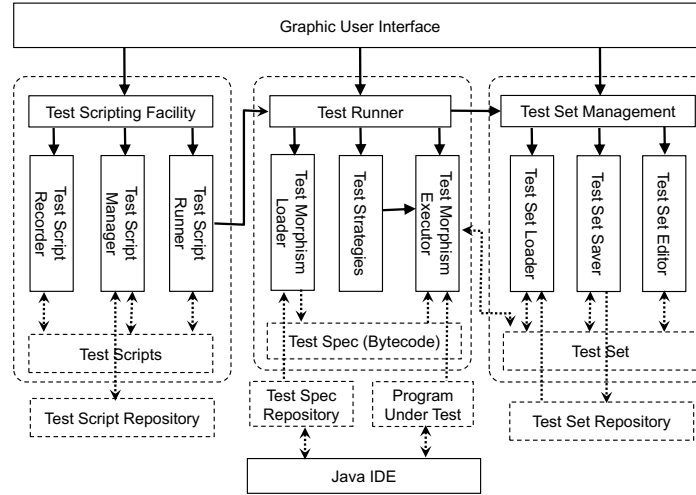 Graphic User Interface
Test Scripting Facility
Test Runner
Test Set Management
Test Script
Recorder
Test Script
Manager
Test Script
Runner
Test Morphism
Loader
Test Strategies
Test Morphism
Executor
Test Set Loader
Test Set Saver
Test Set Editor
Test Scripts
Test Spec (Bytecode)
Test Set
Test Script Repository
Test Spec
Repository
Program
Under Test
Test Set Repository
Java IDE